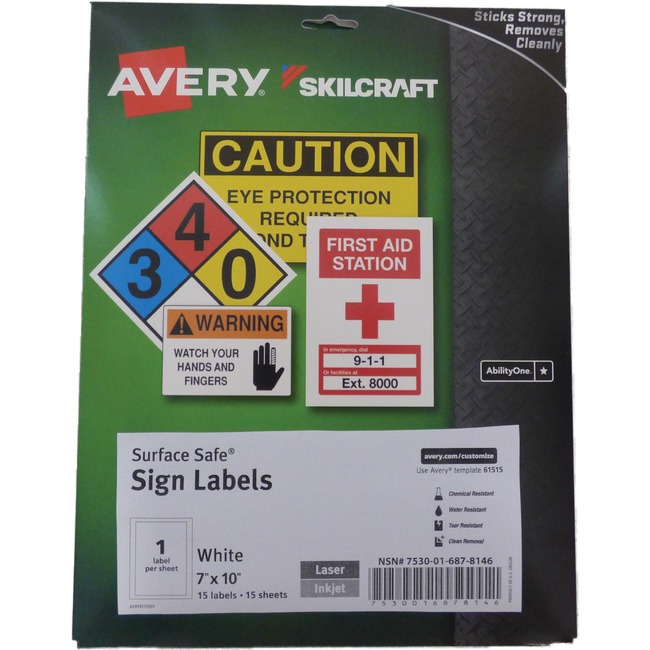 Sticks Strong,
Removes
Cleanly
AVERY® SKILCRAFT
CAUTION
EYE PROTECTION
REQUIRED
4
3 0
FIRST AID
STATION
WARNING
WATCH YOUR
HANDS AND
FINGERS
In emergency, dial
9-1-1
Or facilities at
Ext. 8000
AbilityOne.
Surface Safe®
Sign Labels
avery.com/customize
Use Avery® template 61515
Chemical Resistant
Water Resistant
Tear Resistant
Clean Removal
1
label
per sheet
White
7" x 10"
15 labels • 15 sheets
Laser
Inkjet
NSN# 7530-01-687-8146
7530016878146